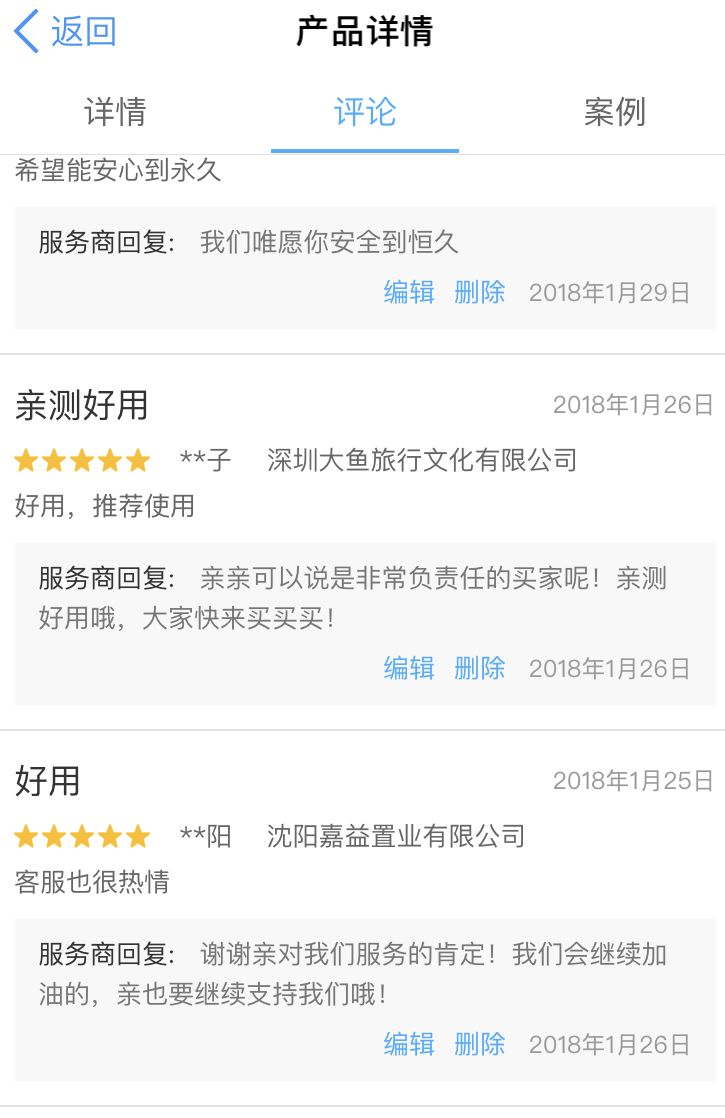 返回
产品详情
详情 评论 案例
希望能安心到永久
服务商回复: 我们唯愿你安全到恒久
编辑 删除 2018年1月29日
亲测好用 2018年1月26日
**子 深圳大鱼旅行文化有限公司
好用，推荐使用
服务商回复: 亲亲可以说是非常负责任的买家呢！亲测
好用哦，大家快来买买买！
编辑 删除 2018年1月26日
好用 2018年1月25日
**阳 沈阳嘉益置业有限公司
客服也很热情
服务商回复: 谢谢亲对我们服务的肯定！我们会继续加
油的，亲也要继续支持我们哦！
编辑 删除 2018年1月26日